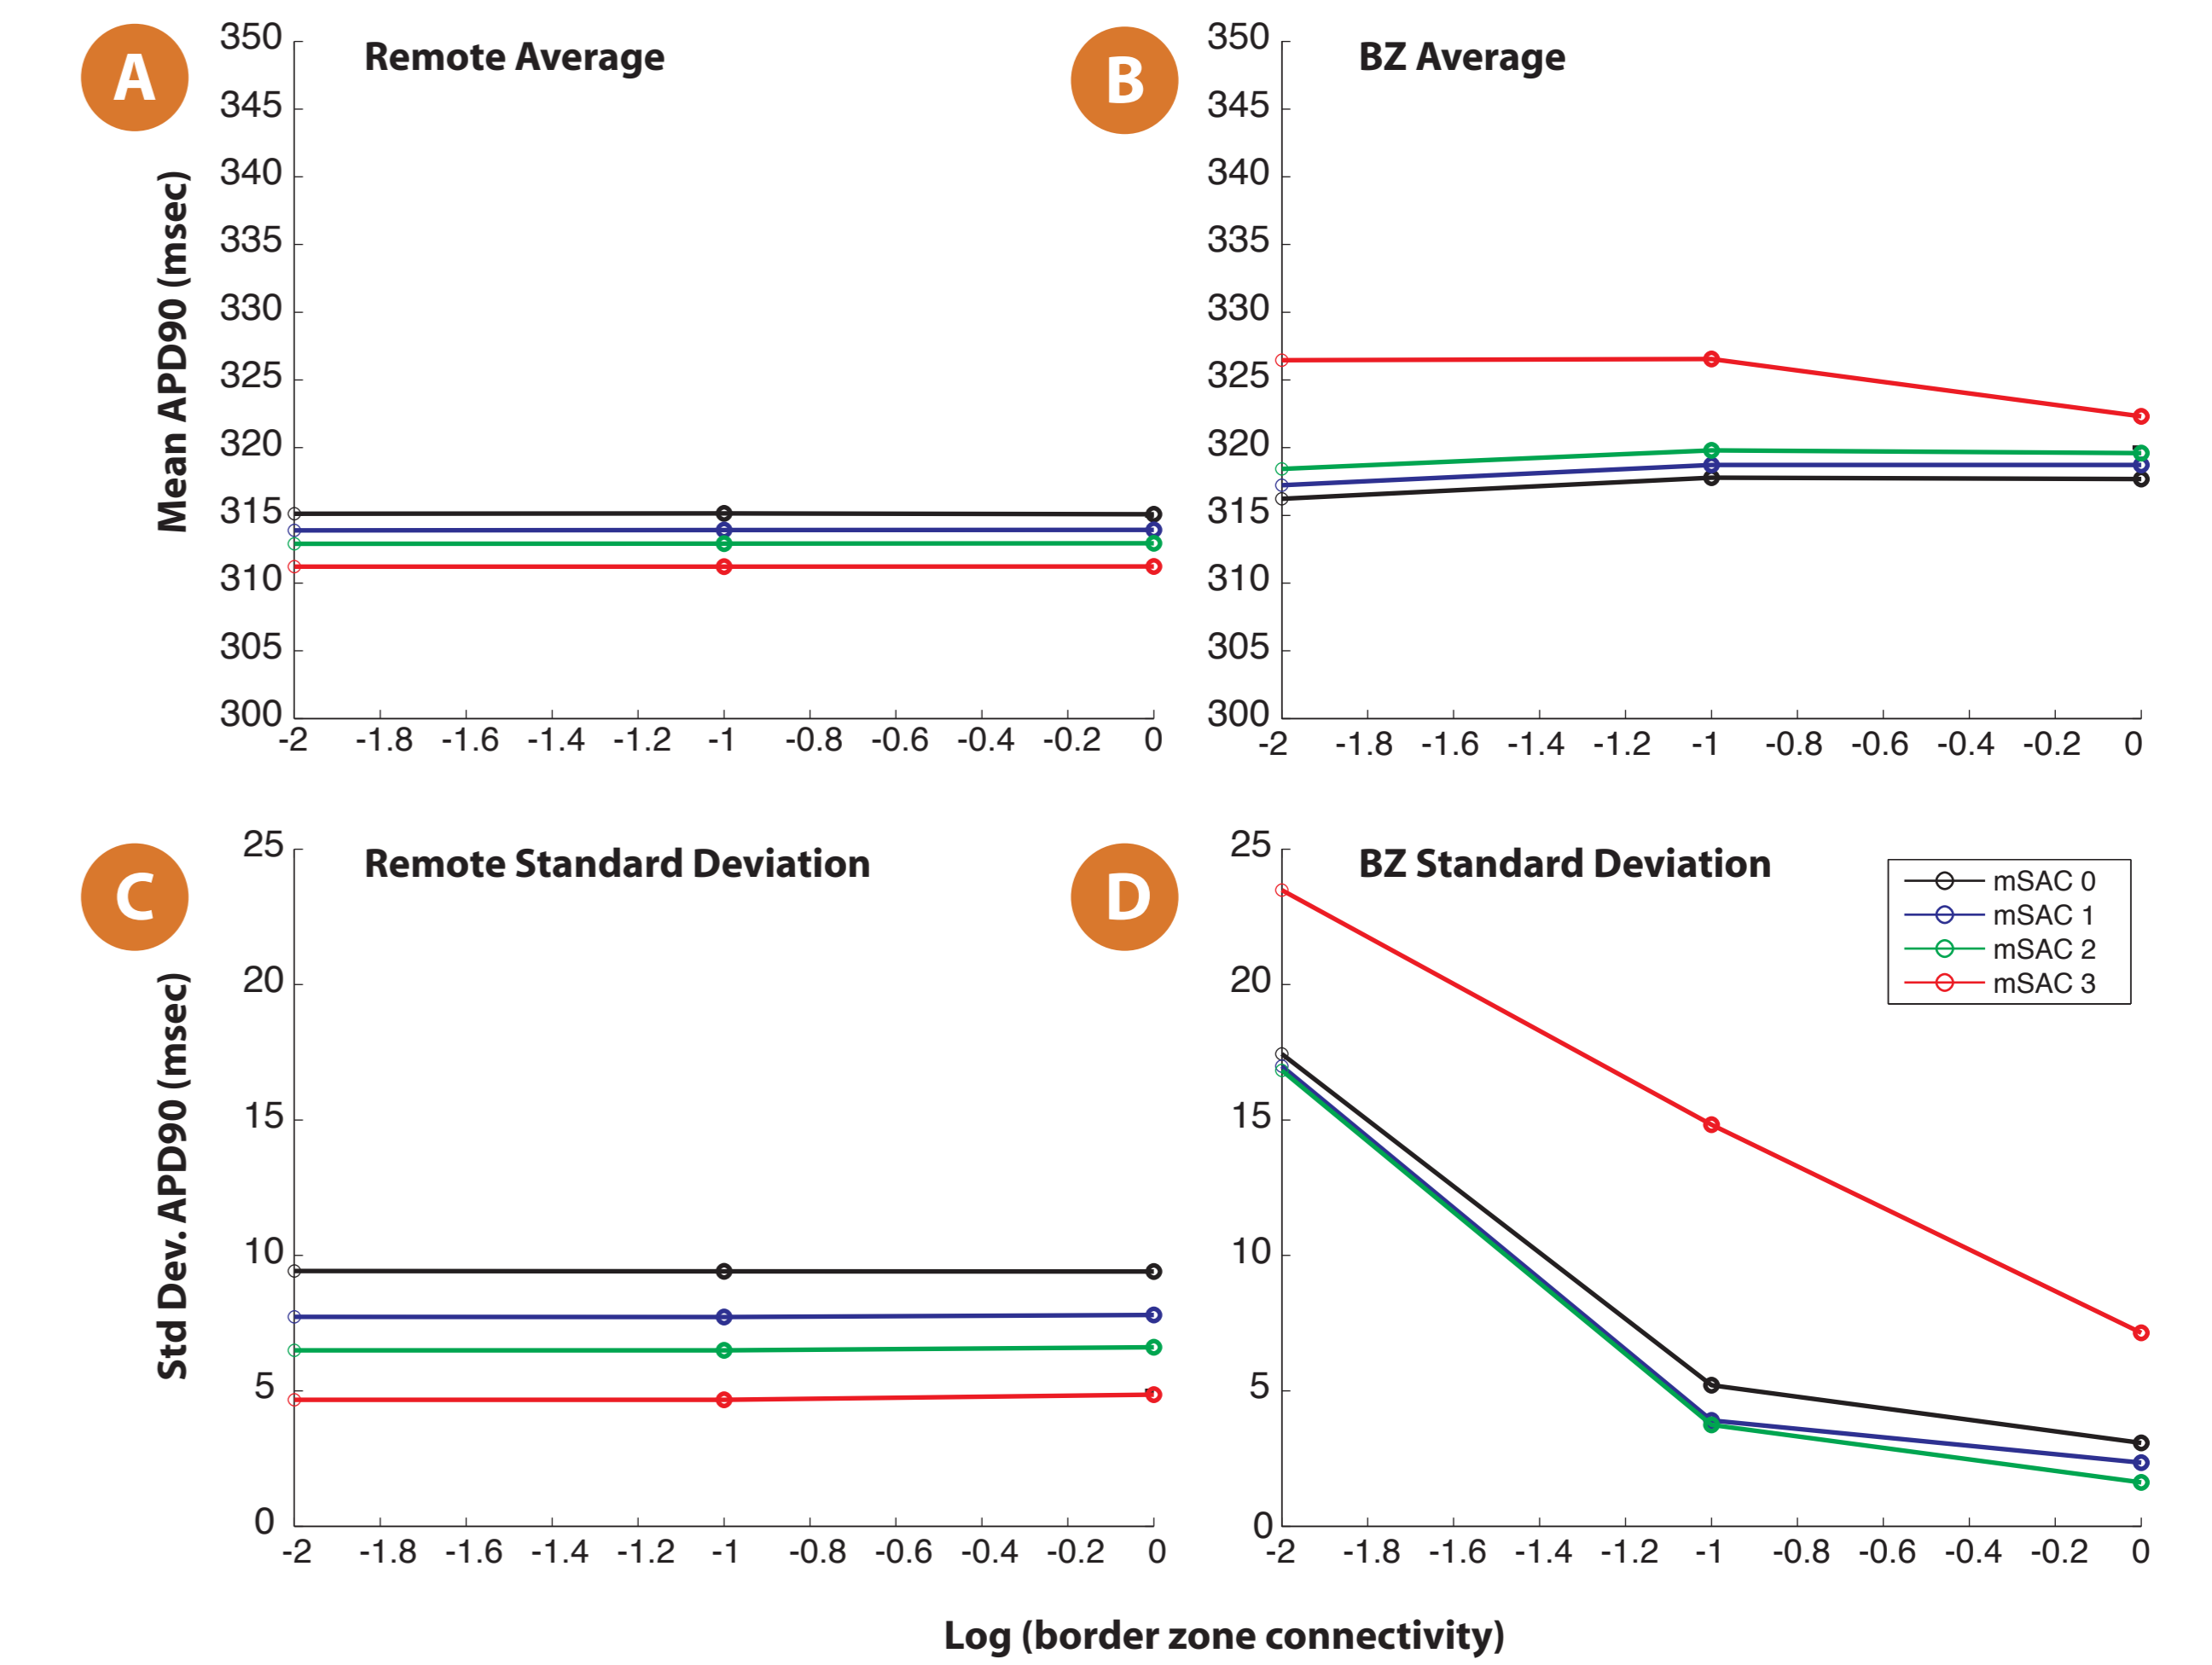 A
Remote Average
Mean APD90 (msec)
350
345
340
335
330
325
320
315
310
305
300
-2 -1.8 -1.6 -1.4 -1.2 -1 -0.8 -0.6 -0.4 -0.2 0
B
BZ Average
350
345
340
335
330
325
320
315
310
305
300
-2 -1.8 -1.6 -1.4 -1.2 -1 -0.8 -0.6 -0.4 -0.2 0
C
Remote Standard Deviation
Std Dev. APD90 (msec)
25
20
15
10
5
0
-2 -1.8 -1.6 -1.4 -1.2 -1 -0.8 -0.6 -0.4 -0.2 0
D
BZ Standard Deviation
25
20
15
10
5
0
-2 -1.8 -1.6 -1.4 -1.2 -1 -0.8 -0.6 -0.4 -0.2 0
mSAC 0
mSAC 1
mSAC 2
mSAC 3
Log (border zone connectivity)